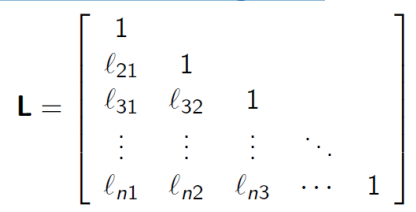 1
ℓ21 1
L = ℓ31 ℓ32 1
⋮ ⋮ ⋮ ⋱
ℓn1 ℓn2 ℓn3 ⋯ 1